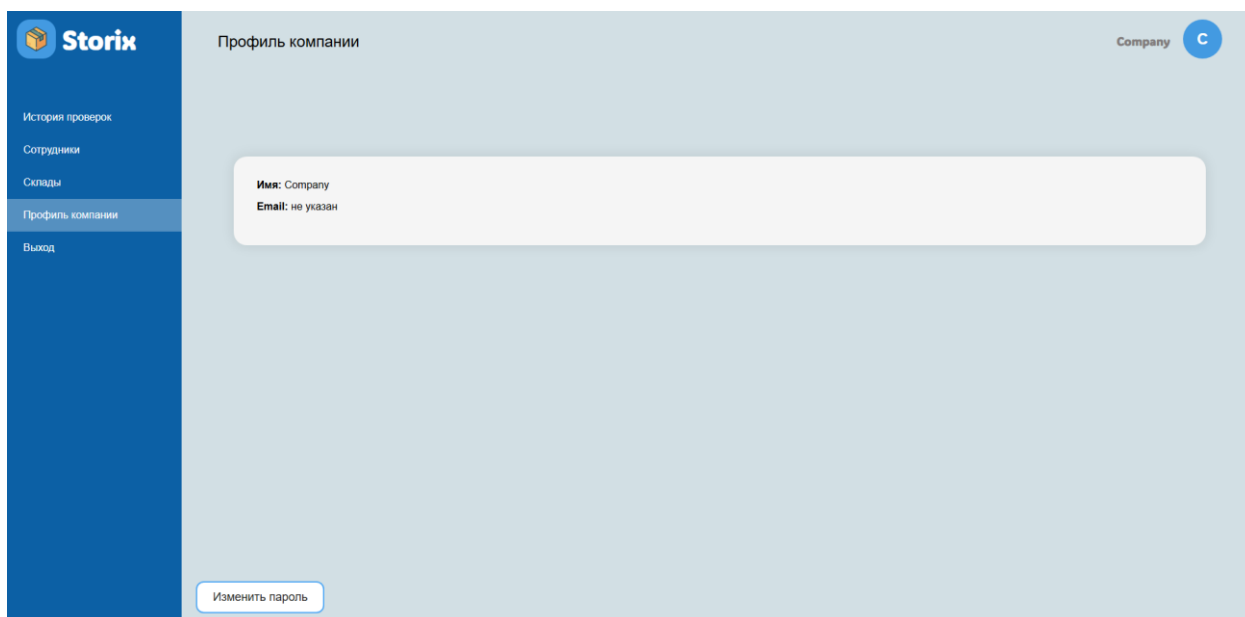 Storix
Профиль компании
Company
C
История проверок
Сотрудники
Склады
Профиль компании
Выход
Имя: Company
Email: не указан
Изменить пароль